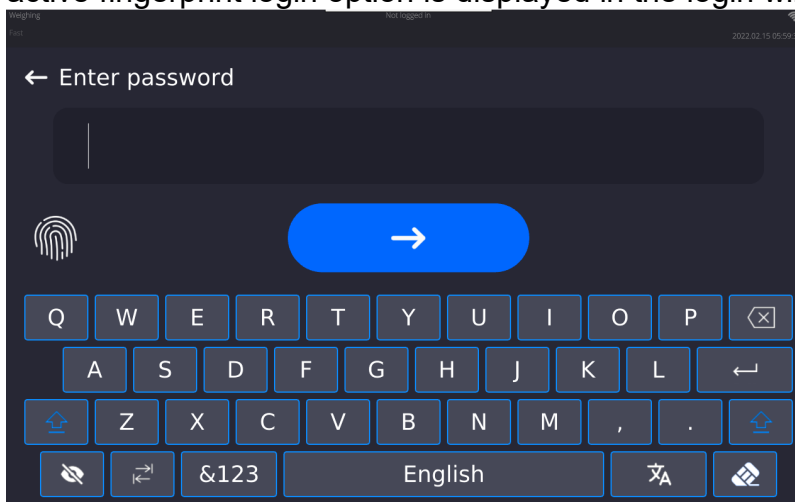 active fingerprint login option is displayed in the login w
Weighing Not logged in
Fast 2022.02.15 05:59:
Enter password
Q W E R T Y U I O P
A S D F G H J K L
Z X C V B N M , .
&123 English